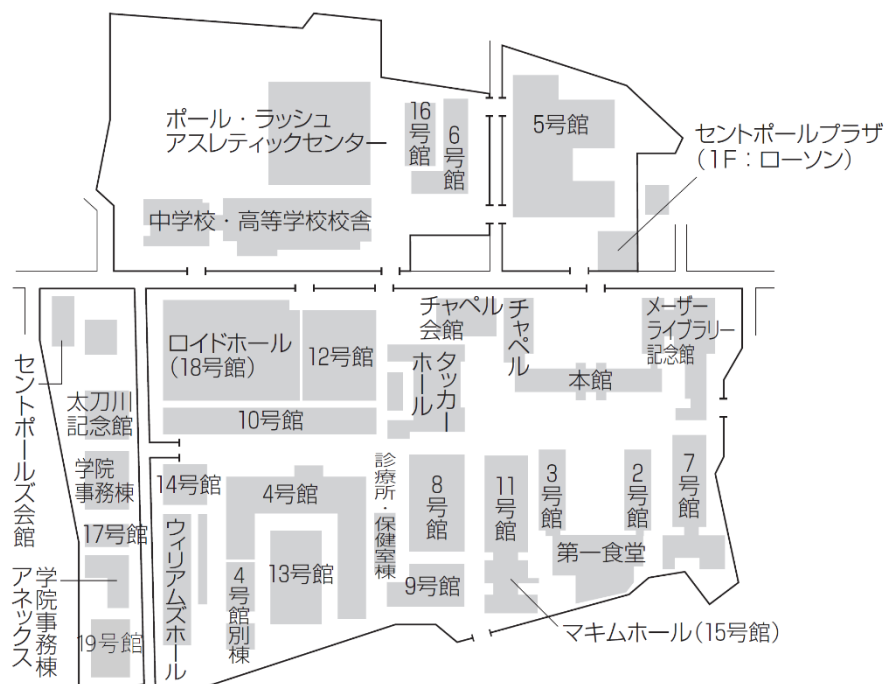 ポール・ラッシュ
アスレティックセンター
16号館
6号館
5号館
セントポールプラザ
(1F：ローソン)
中学校・高等学校校舎
チャペル
会館
チャペル
メーザー
ライブラリー
記念館
ロイドホール
(18号館)
12号館
タッカー
ホール
本館
セントポールズ会館
太刀川
記念館
10号館
学院
事務棟
14号館
4号館
診療所・保健室棟
8号館
11号館
3号館
2号館
7号館
17号館
ウィリアムズホール
4号館別棟
13号館
9号館
第一食堂
学院事務棟
アネックス
19号館
マキムホール(15号館)